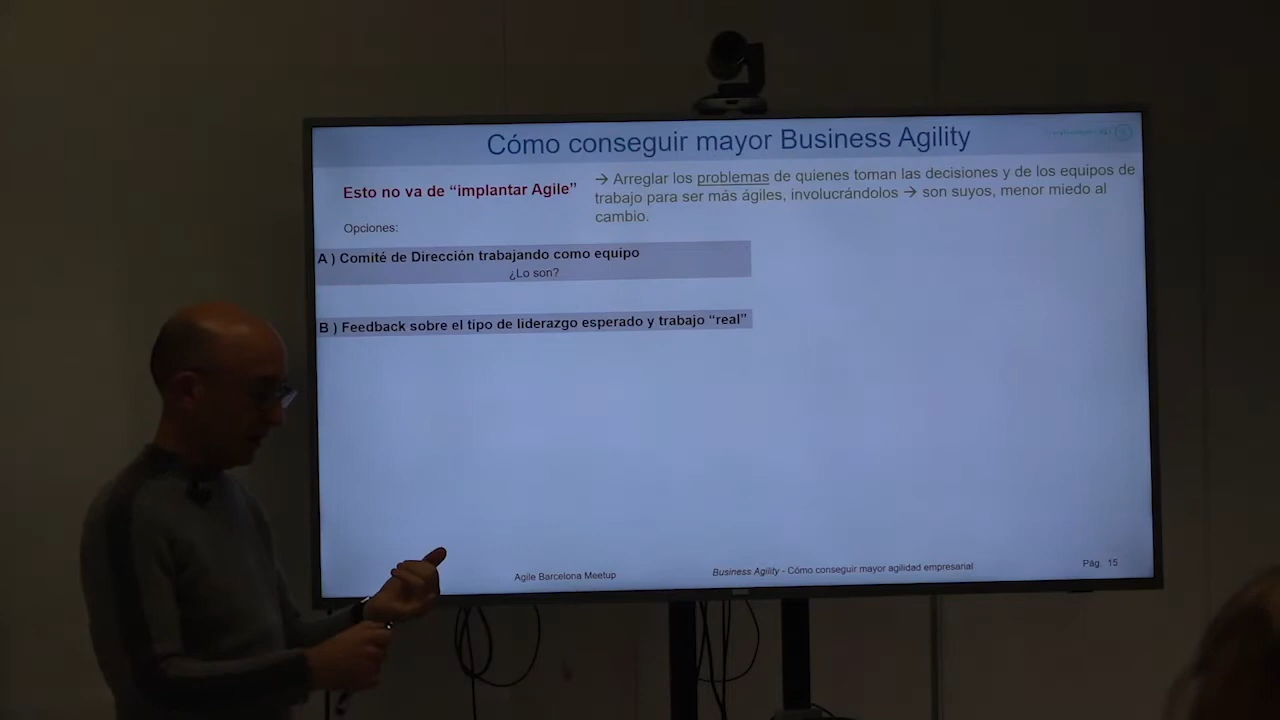 Cómo conseguir mayor Business Agility
Esto no va de “implantar Agile”
→ Arreglar los problemas de quienes toman las decisiones y de los equipos de
trabajo para ser más ágiles, involucrándolos → son suyos, menor miedo al
cambio.
Opciones:
A ) Comité de Dirección trabajando como equipo
¿Lo son?
B ) Feedback sobre el tipo de liderazgo esperado y trabajo “real”
Agile Barcelona Meetup
Business Agility - Cómo conseguir mayor agilidad empresarial
Pág. 15